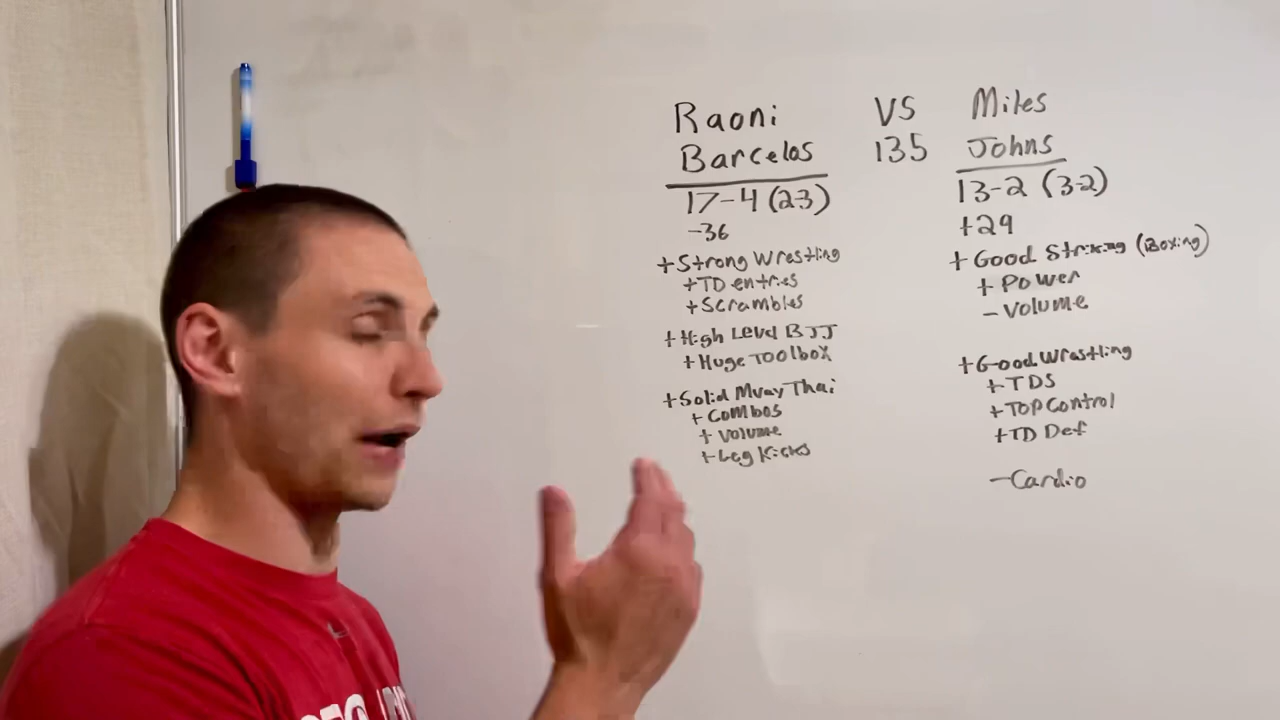 Raoni
Barcelos
17-4 (2-3)
-36
+Strong Wrestling
+TD entries
+Scrambles
+High Level BJJ
+Huge Toolbox
+Solid Muay Thai
+Combos
+Volume
+Leg Kicks
VS
135
Miles
Johns
13-2 (3-2)
+29
+Good Striking (Boxing)
+Power
-Volume
+Good Wrestling
+TDS
+Top Control
+TD Def
-Cardio